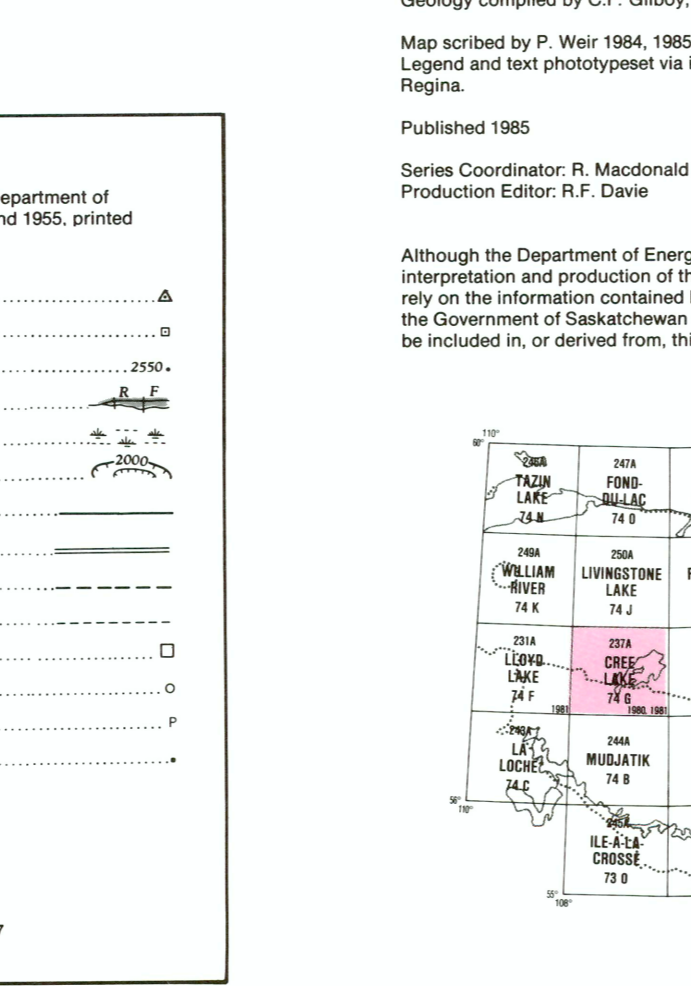 Geology compiled by C.F. Gilboy,
Map scribed by P. Weir 1984, 1985
Legend and text phototypeset via
Regina.
Published 1985
Series Coordinator: R. Macdonald
Production Editor: R.F. Davie
Although the Department of Energ
interpretation and production of th
rely on the information contained
the Government of Saskatchewan
be included in, or derived from, thi
epartment of
nd 1955, printed
2550
R F
2000
P
7
110°
60°
246A
TAZIN
LAKE
74 N
247A
FOND-
DU-LAC
74 O
249A
WILLIAM
RIVER
74 K
250A
LIVINGSTONE
LAKE
74 J
231A
LLOYD
LAKE
74 F
1981
237A
CREE
LAKE
74 G
1980, 1981
243A
LA
LOCHE
74 C
244A
MUDJATIK
74 B
56°
110°
245A
ILE-A-LA-
CROSSE
73 O
55°
108°